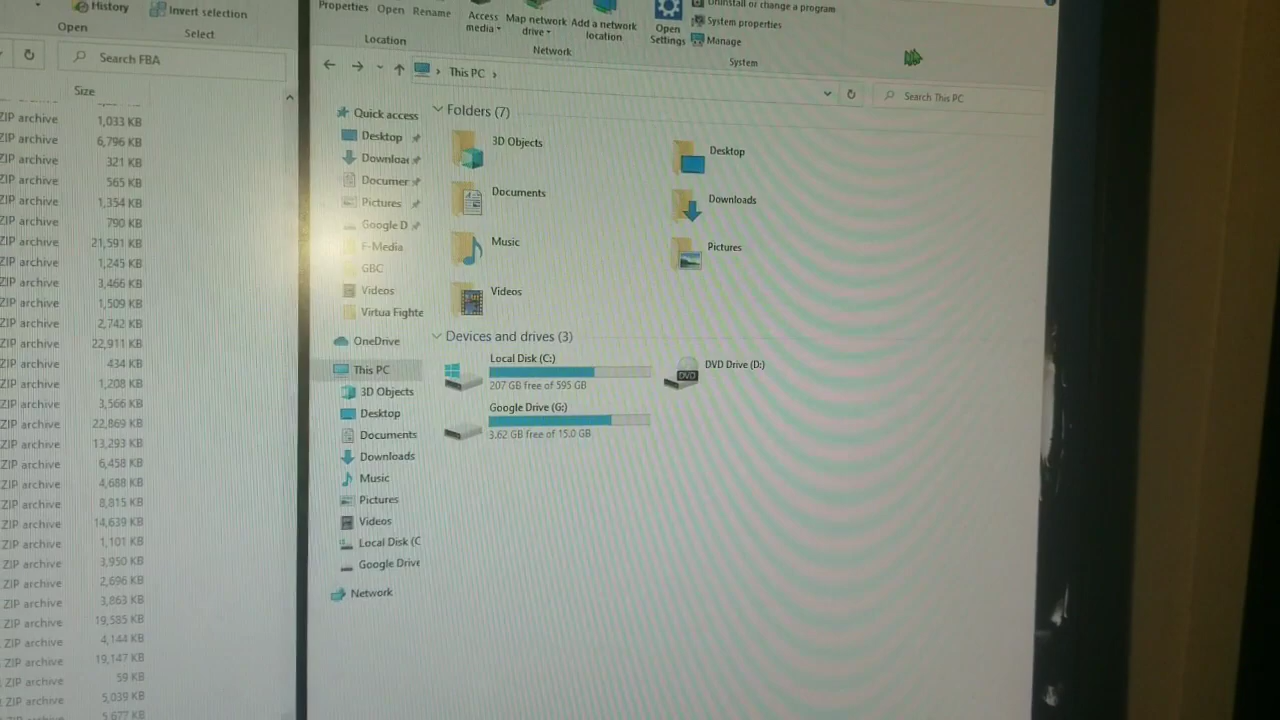 History
Invert selection
Open
Select
Search FBA
Size
ZIP archive 1,033 KB
ZIP archive 6,796 KB
ZIP archive 321 KB
ZIP archive 565 KB
ZIP archive 1,354 KB
ZIP archive 790 KB
ZIP archive 21,591 KB
ZIP archive 1,245 KB
ZIP archive 3,466 KB
ZIP archive 1,509 KB
ZIP archive 2,742 KB
ZIP archive 22,911 KB
ZIP archive 434 KB
ZIP archive 1,208 KB
ZIP archive 3,566 KB
ZIP archive 22,869 KB
ZIP archive 13,293 KB
ZIP archive 6,458 KB
ZIP archive 4,688 KB
ZIP archive 8,815 KB
ZIP archive 14,639 KB
ZIP archive 1,101 KB
ZIP archive 3,950 KB
ZIP archive 2,696 KB
ZIP archive 3,863 KB
ZIP archive 19,585 KB
ZIP archive 4,144 KB
ZIP archive 19,147 KB
ZIP archive 59 KB
ZIP archive 5,039 KB
ZIP archive 5,677 KB
Properties Open Rename
Location
Access media
Map network drive
Add a network location
Network
Open Settings
Uninstall or change a program
System properties
Manage
System
This PC
Search This PC
Quick access
Desktop
Downloa
Documer
Pictures
Google D
F-Media
GBC
Videos
Virtua Fighte
OneDrive
This PC
3D Objects
Desktop
Documents
Downloads
Music
Pictures
Videos
Local Disk (C
Google Drive
Network
Folders (7)
3D Objects
Desktop
Documents
Downloads
Music
Pictures
Videos
Devices and drives (3)
Local Disk (C:)
207 GB free of 595 GB
DVD Drive (D:)
DVD
Google Drive (G:)
3.62 GB free of 15.0 GB